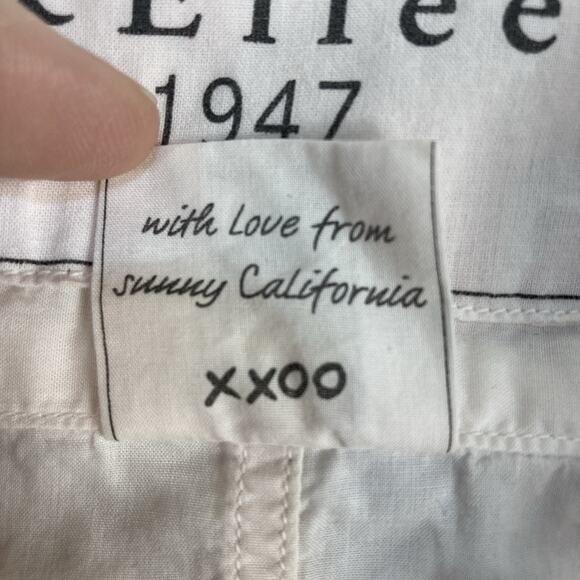 1947
with Love from
sunny California
xxoo